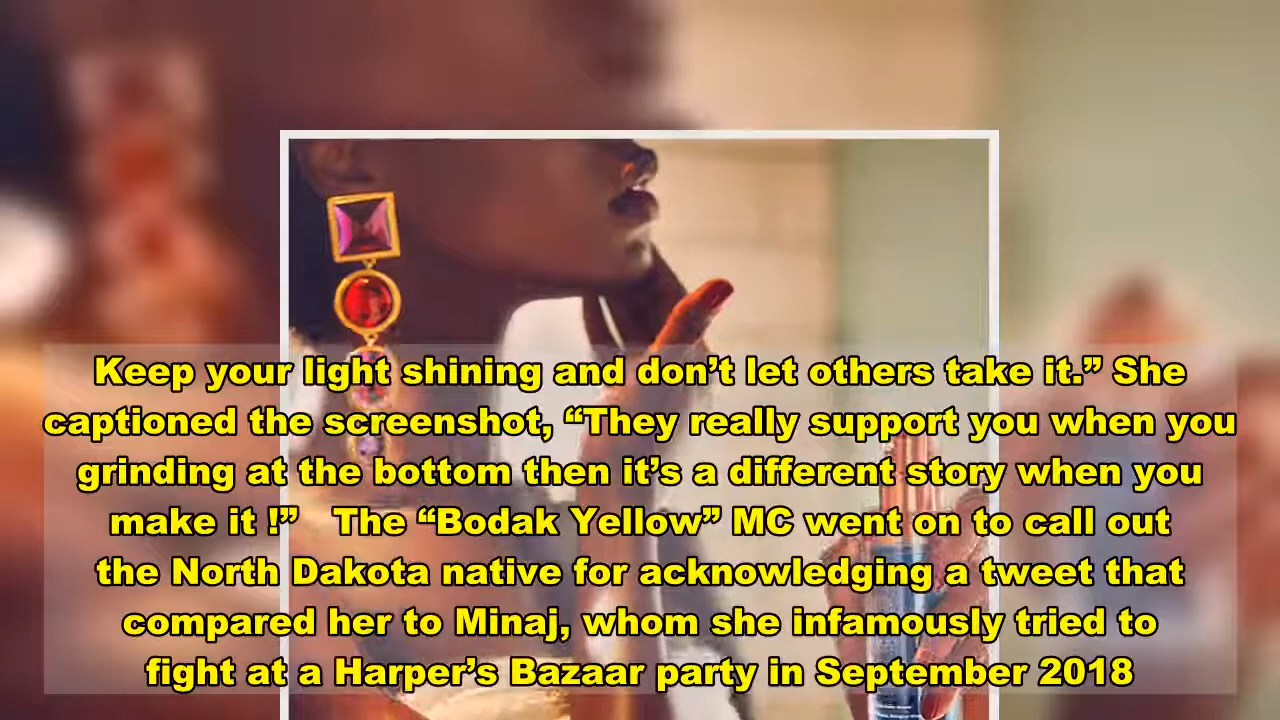 Keep your light shining and don’t let others take it.” She
captioned the screenshot, “They really support you when you
grinding at the bottom then it’s a different story when you
make it !”   The “Bodak Yellow” MC went on to call out
the North Dakota native for acknowledging a tweet that
compared her to Minaj, whom she infamously tried to
fight at a Harper’s Bazaar party in September 2018